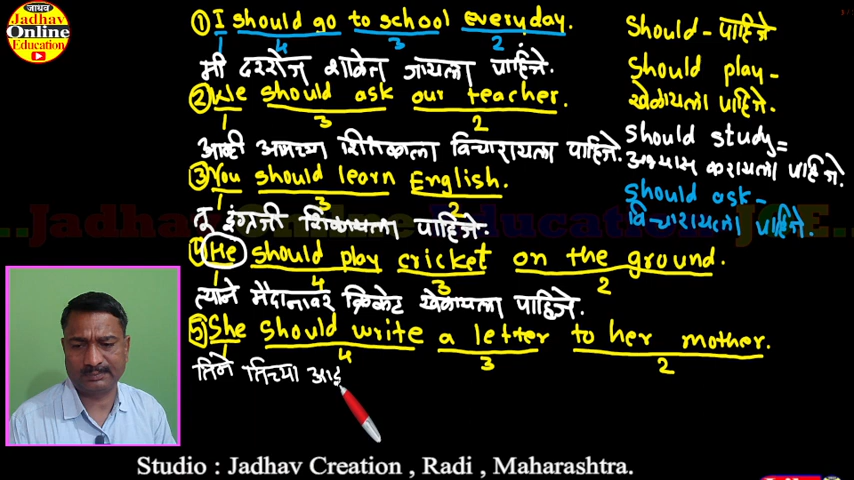 जाधव
Jadhav
Online
Education
① I should go to school everyday.
1 4 3 2
मी दररोज शाळेत जायला पाहिजे.
② We should ask our teacher.
1 3 2
आम्ही आमच्या शिक्षकाला विचारायला पाहिजे.
③ You should learn English.
1 3 2
तू इंग्रजी शिकायला पाहिजे.
④ He should play cricket on the ground.
1 4 3 2
त्याने मैदानावर क्रिकेट खेळायला पाहिजे.
⑤ She should write a letter to her mother.
1 4 3 2
तिने तिच्या आई
Should - पाहिजे
Should play -
खेळायला पाहिजे.
Should study =
अभ्यास करायला पाहिजे.
Should ask -
विचारायला पाहिजे.
Studio : Jadhav Creation , Radi , Maharashtra.